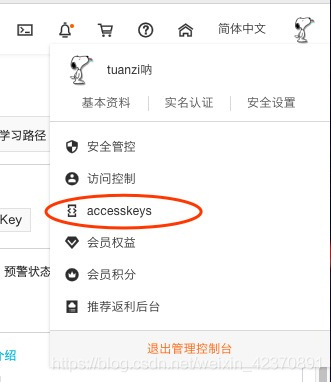 简体中文
tuanzi呐
基本资料 实名认证 安全设置
学习路径
安全管控
访问控制
Key
accesskeys
会员权益
预警状态
会员积分
推荐返利后台
介绍
退出管理控制台
https://blog.csdn.net/weixin_42370891